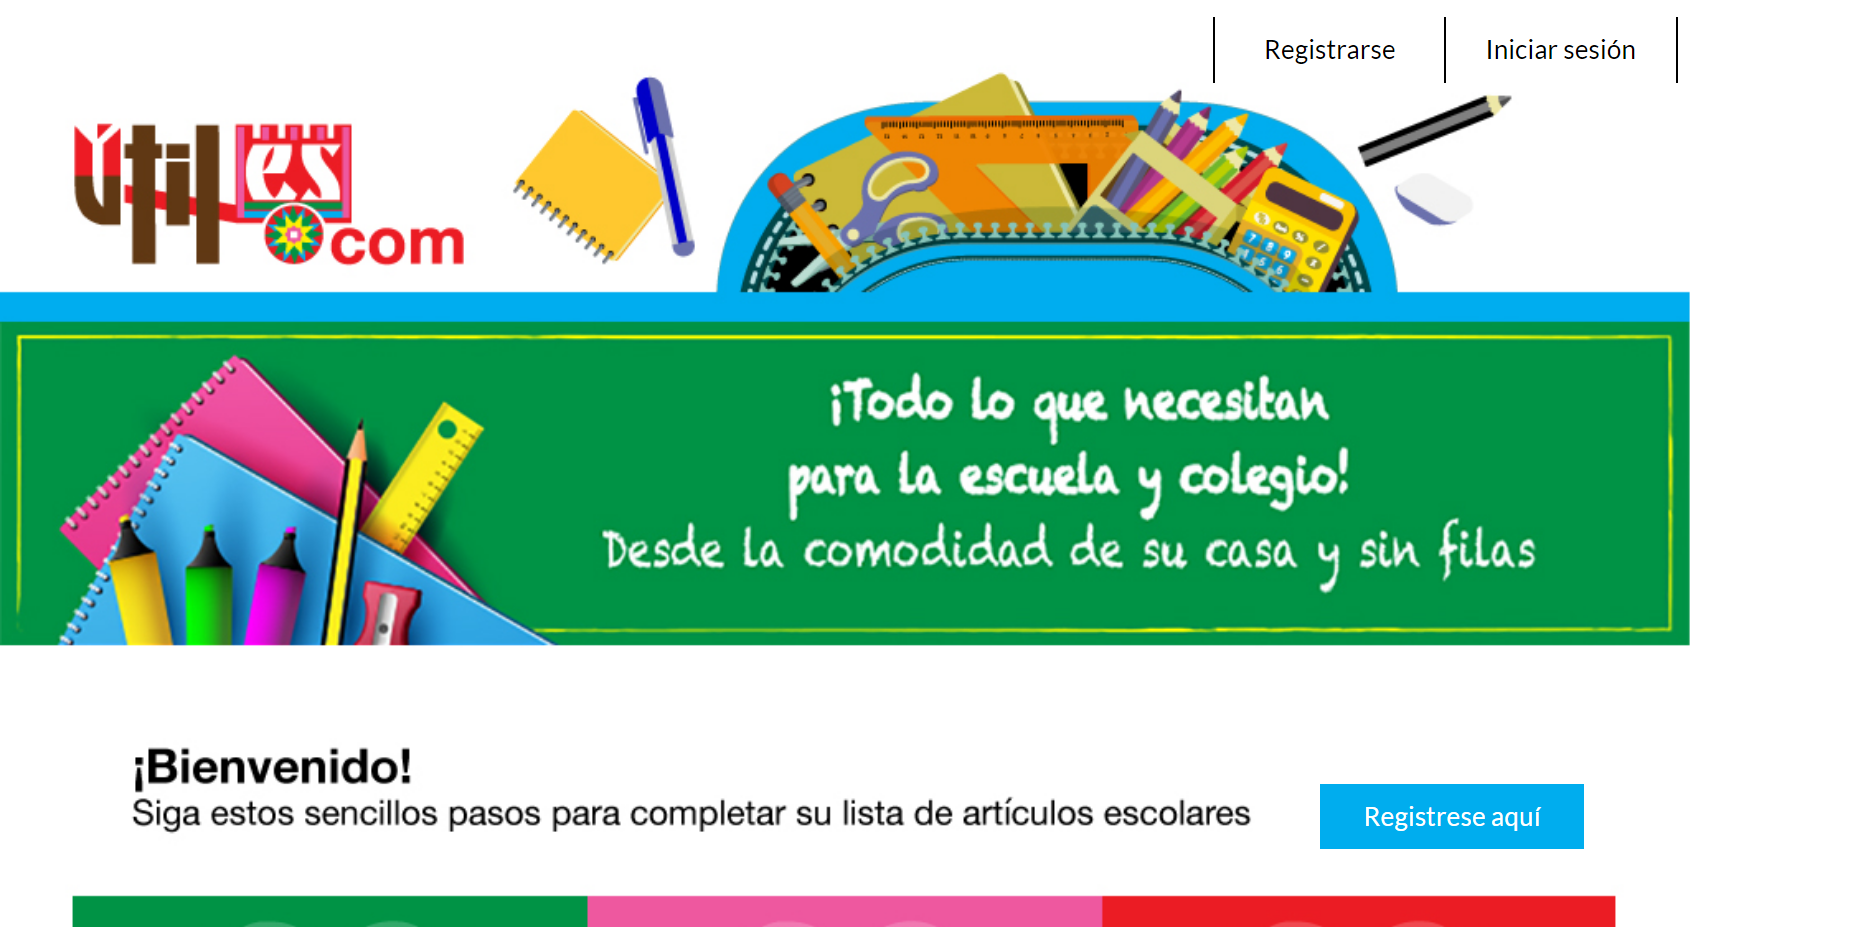 Registrarse
Iniciar sesión
útiles.com
¡Todo lo que necesitan
para la escuela y colegio!
Desde la comodidad de su casa y sin filas
¡Bienvenido!
Siga estos sencillos pasos para completar su lista de artículos escolares
Registrese aquí